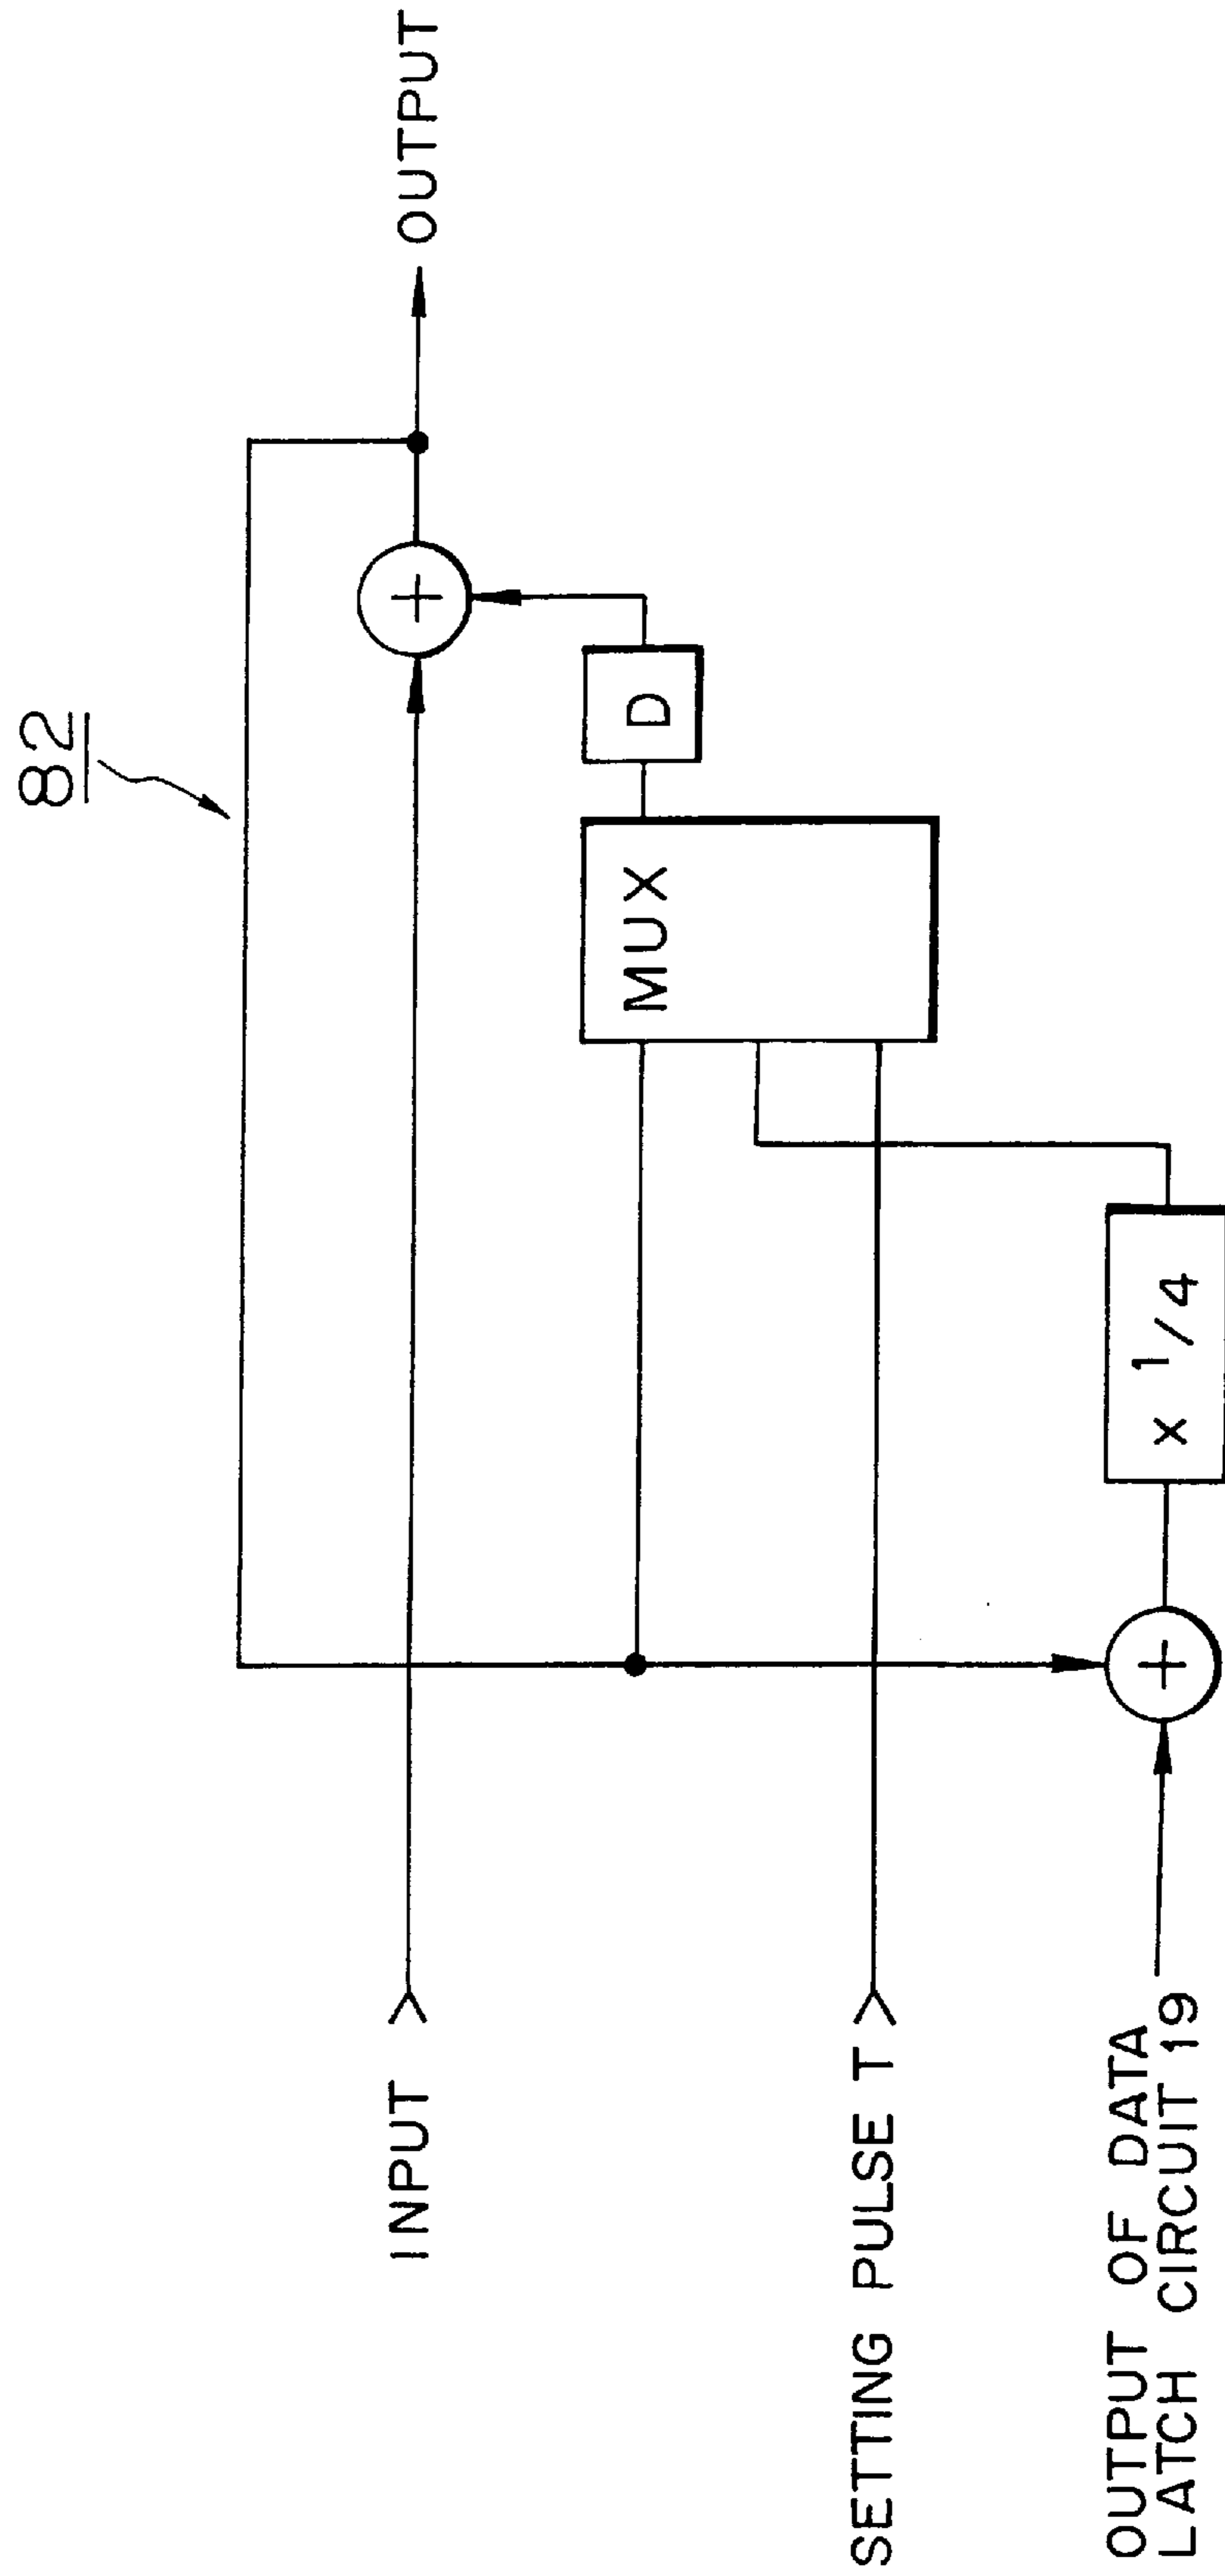 82
INPUT
OUTPUT
+
D
MUX
SETTING PULSE T
x 1/4
+
OUTPUT OF DATA
LATCH CIRCUIT 19